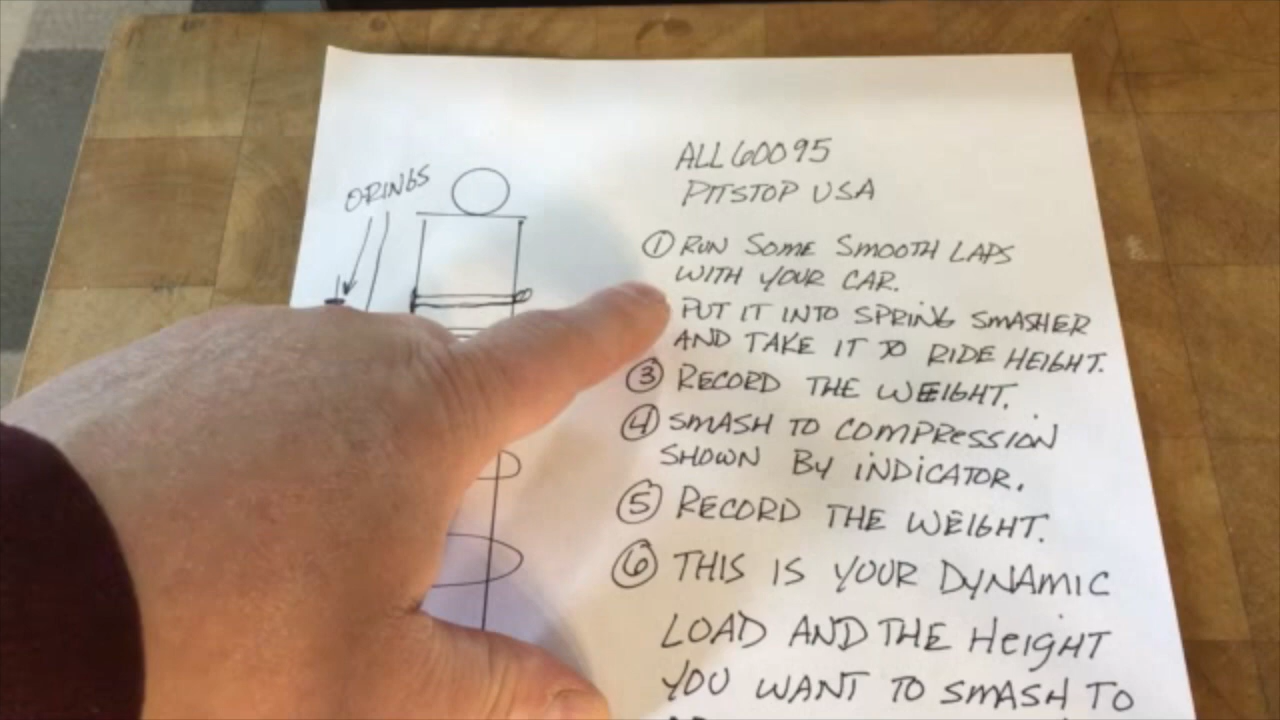 ORINGS
ALL60095
PITSTOP USA
① RUN SOME SMOOTH LAPS
WITH YOUR CAR.
PUT IT INTO SPRING SMASHER
AND TAKE IT TO RIDE HEIGHT.
③ RECORD THE WEIGHT.
④ SMASH TO COMPRESSION
SHOWN BY INDICATOR.
⑤ RECORD THE WEIGHT.
⑥ THIS IS YOUR DYNAMIC
LOAD AND THE HEIGHT
YOU WANT TO SMASH TO